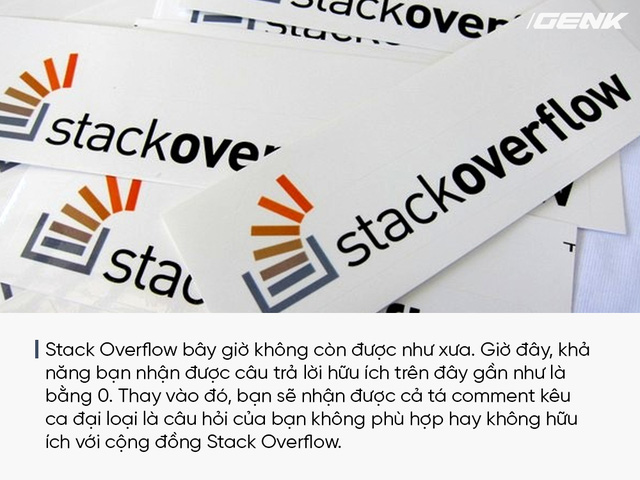 GENK
stackoverflow
stackover
stac
Stack Overflow bây giờ không còn được như xưa. Giờ đây, khả
năng bạn nhận được câu trả lời hữu ích trên đây gần như là
bằng 0. Thay vào đó, bạn sẽ nhận được cả tá comment kêu
ca đại loại là câu hỏi của bạn không phù hợp hay không hữu
ích với cộng đồng Stack Overflow.